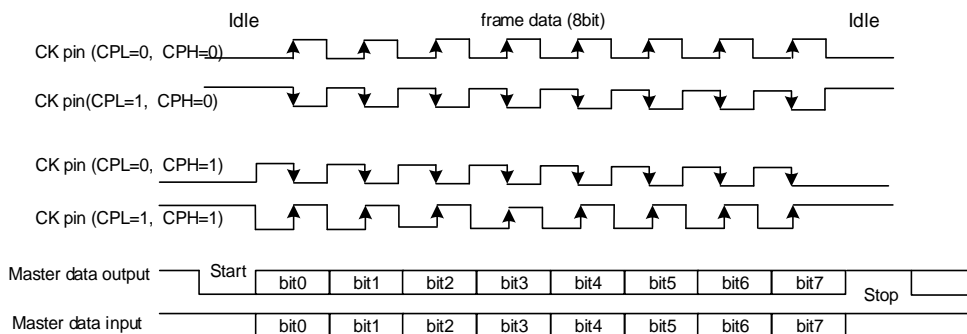 Idle frame data (8bit) Idle
CK pin (CPL=0, CPH=0)
CK pin(CPL=1, CPH=0)
CK pin (CPL=0, CPH=1)
CK pin (CPL=1, CPH=1)
Master data output Start bit0 bit1 bit2 bit3 bit4 bit5 bit6 bit7 Stop
Master data input bit0 bit1 bit2 bit3 bit4 bit5 bit6 bit7